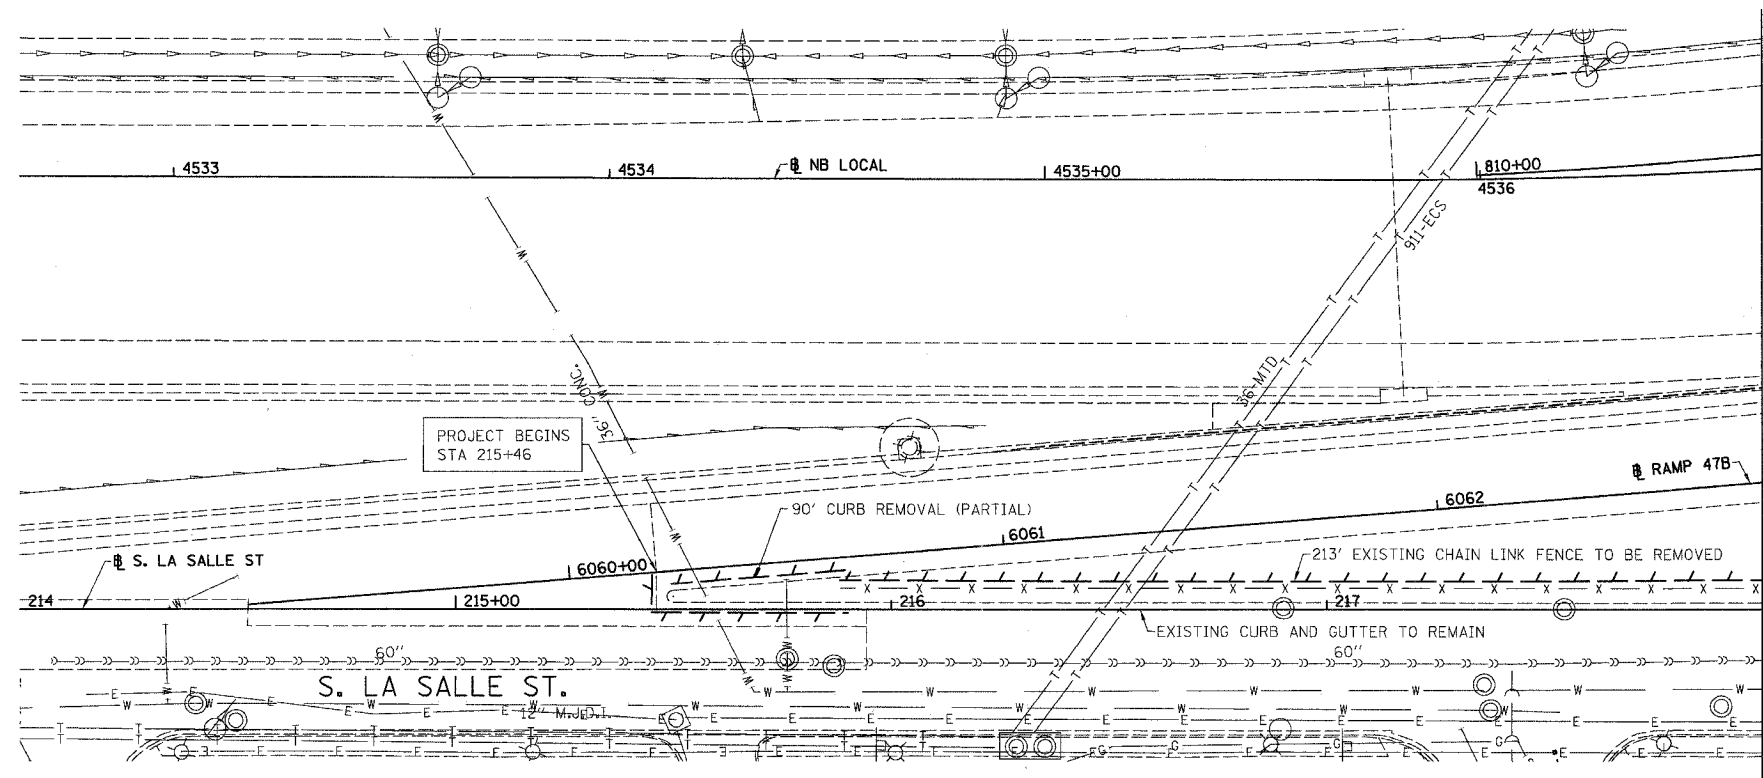 4533
4534
℄ NB LOCAL
4535+00
810+00
4536
911-ECS
36-MTD
36' CONC.
PROJECT BEGINS
STA 215+46
℄ RAMP 47B
6062
90' CURB REMOVAL (PARTIAL)
6061
213' EXISTING CHAIN LINK FENCE TO BE REMOVED
℄ S. LA SALLE ST
6060+00
214
215+00
216
217
EXISTING CURB AND GUTTER TO REMAIN
60"
60"
S. LA SALLE ST.
12" M.J.D.I.